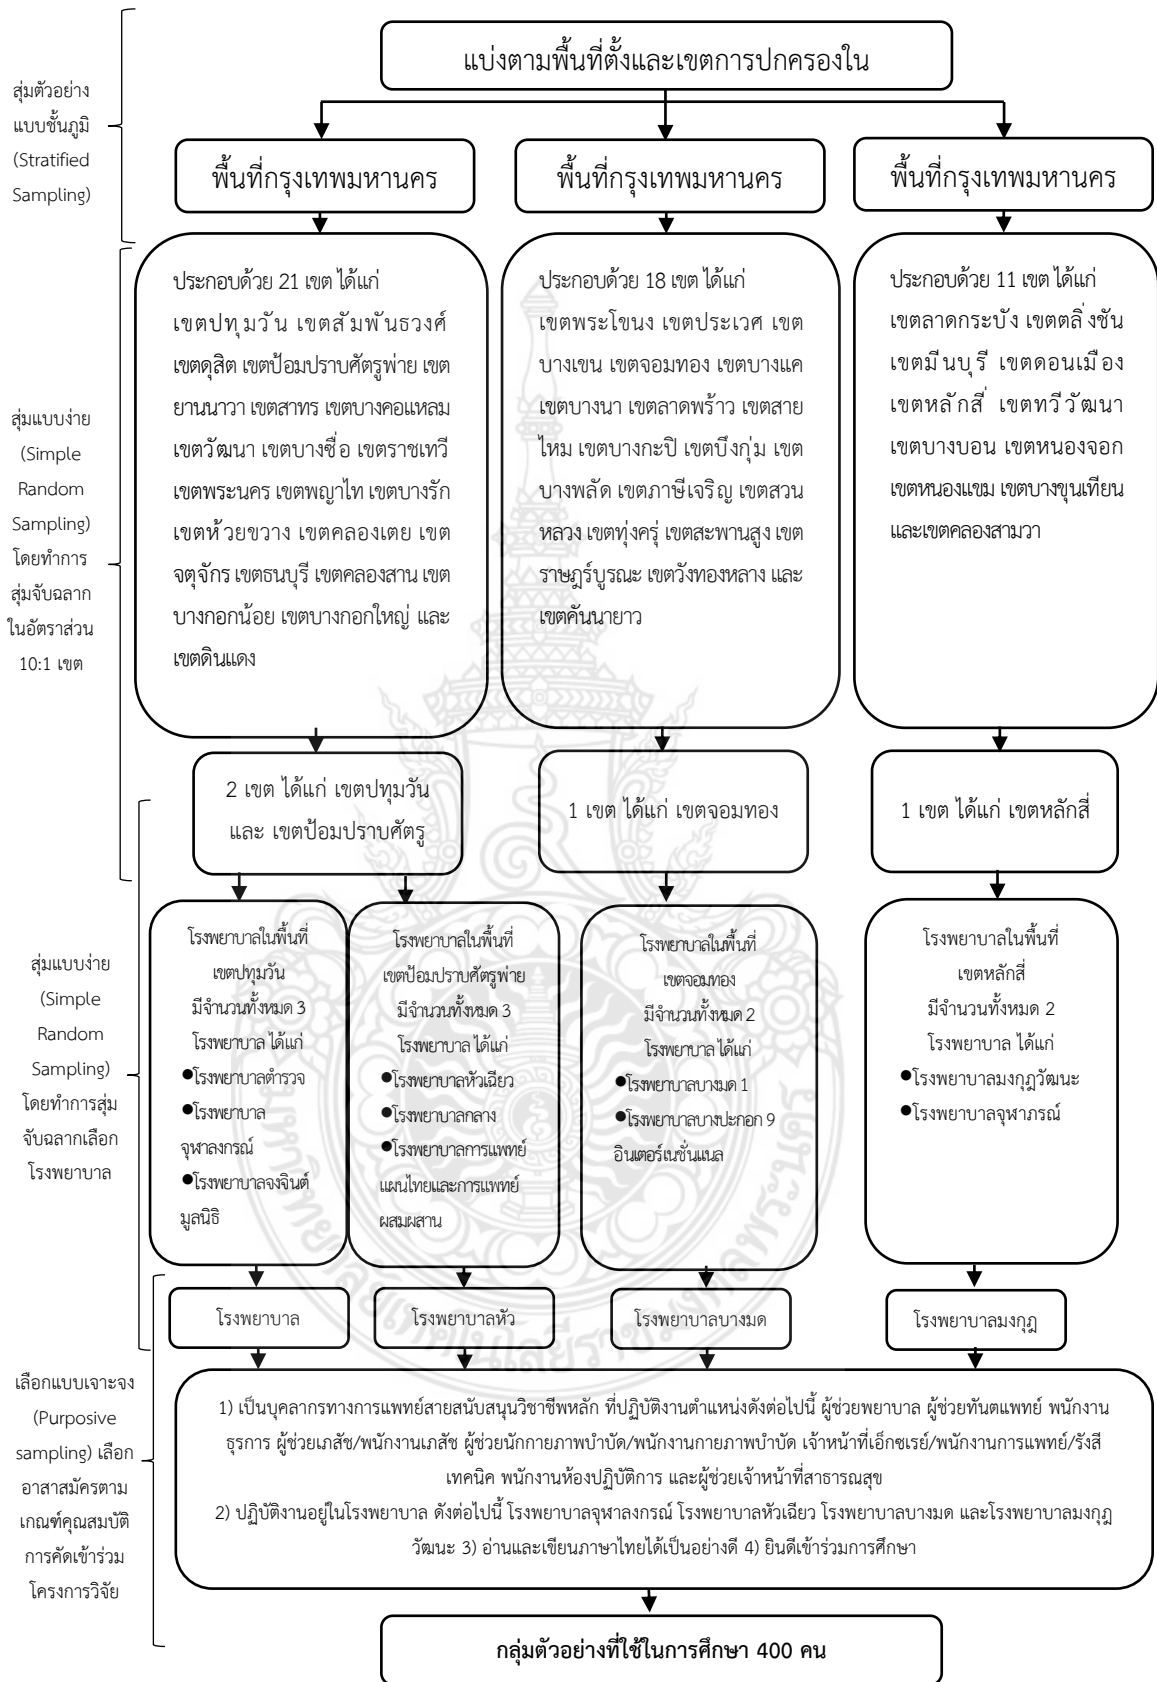 แบ่งตามพื้นที่ตั้งและเขตการปกครองใน
สุ่มตัวอย่าง
แบบชั้นภูมิ
(Stratified
Sampling)
พื้นที่กรุงเทพมหานคร
พื้นที่กรุงเทพมหานคร
พื้นที่กรุงเทพมหานคร
สุ่มแบบง่าย
(Simple
Random
Sampling)
โดยทำการ
สุ่มจับฉลาก
ในอัตราส่วน
10:1 เขต
ประกอบด้วย 21 เขต ได้แก่
เขตปทุมวัน เขตสัมพันธวงศ์
เขตดุสิต เขตป้อมปราบศัตรูพ่าย เขต
ยานนาวา เขตสาทร เขตบางคอแหลม
เขตวัฒนา เขตบางซื่อ เขตราชเทวี
เขตพระนคร เขตพญาไท เขตบางรัก
เขตห้วยขวาง เขตคลองเตย เขต
จตุจักร เขตธนบุรี เขตคลองสาน เขต
บางกอกน้อย เขตบางกอกใหญ่ และ
เขตดินแดง
ประกอบด้วย 18 เขต ได้แก่
เขตพระโขนง เขตประเวศ เขต
บางเขน เขตจอมทอง เขตบางแค
เขตบางนา เขตลาดพร้าว เขตสาย
ไหม เขตบางกะปิ เขตบึงกุ่ม เขต
บางพลัด เขตภาษีเจริญ เขตสวน
หลวง เขตทุ่งครุ่ เขตสะพานสูง เขต
ราษฎร์บูรณะ เขตวังทองหลาง และ
เขตคันนายาว
ประกอบด้วย 11 เขต ได้แก่
เขตลาดกระบัง เขตตลิ่งชัน
เขตมีนบุรี เขตดอนเมือง
เขตหลักสี่ เขตทวีวัฒนา
เขตบางบอน เขตหนองจอก
เขตหนองแขม เขตบางขุนเทียน
และเขตคลองสามวา
2 เขต ได้แก่ เขตปทุมวัน
และ เขตป้อมปราบศัตรู
1 เขต ได้แก่ เขตจอมทอง
1 เขต ได้แก่ เขตหลักสี่
สุ่มแบบง่าย
(Simple
Random
Sampling)
โดยทำการสุ่ม
จับฉลากเลือก
โรงพยาบาล
โรงพยาบาลในพื้นที่
เขตปทุมวัน
มีจำนวนทั้งหมด 3
โรงพยาบาล ได้แก่
●โรงพยาบาลตำรวจ
●โรงพยาบาล
จุฬาลงกรณ์
●โรงพยาบาลจงจินต์
มูลนิธิ
โรงพยาบาลในพื้นที่
เขตป้อมปราบศัตรูพ่าย
มีจำนวนทั้งหมด 3
โรงพยาบาล ได้แก่
●โรงพยาบาลหัวเฉียว
●โรงพยาบาลกลาง
●โรงพยาบาลการแพทย์
แผนไทยและการแพทย์
ผสมผสาน
โรงพยาบาลในพื้นที่
เขตจอมทอง
มีจำนวนทั้งหมด 2
โรงพยาบาล ได้แก่
●โรงพยาบาลบางมด 1
●โรงพยาบาลบางปะกอก 9
อินเตอร์เนชั่นแนล
โรงพยาบาลในพื้นที่
เขตหลักสี่
มีจำนวนทั้งหมด 2
โรงพยาบาล ได้แก่
●โรงพยาบาลมงกุฎวัฒนะ
●โรงพยาบาลจุฬาภรณ์
โรงพยาบาล
โรงพยาบาลหัว
โรงพยาบาลบางมด
โรงพยาบาลมงกุฎ
เลือกแบบเจาะจง
(Purposive
sampling) เลือก
อาสาสมัครตาม
เกณฑ์คุณสมบัติ
การคัดเข้าร่วม
โครงการวิจัย
1) เป็นบุคลากรทางการแพทย์สายสนับสนุนวิชาชีพหลัก ที่ปฏิบัติงานตำแหน่งดังต่อไปนี้ ผู้ช่วยพยาบาล ผู้ช่วยทันตแพทย์ พนักงาน
ธุรการ ผู้ช่วยเภสัช/พนักงานเภสัช ผู้ช่วยนักกายภาพบำบัด/พนักงานกายภาพบำบัด เจ้าหน้าที่เอ็กซเรย์/พนักงานการแพทย์/รังสี
เทคนิค พนักงานห้องปฏิบัติการ และผู้ช่วยเจ้าหน้าที่สาธารณสุข
2) ปฏิบัติงานอยู่ในโรงพยาบาล ดังต่อไปนี้ โรงพยาบาลจุฬาลงกรณ์ โรงพยาบาลหัวเฉียว โรงพยาบาลบางมด และโรงพยาบาลมงกุฎ
วัฒนะ 3) อ่านและเขียนภาษาไทยได้เป็นอย่างดี 4) ยินดีเข้าร่วมการศึกษา
กลุ่มตัวอย่างที่ใช้ในการศึกษา 400 คน
มหาวิทยาลัยเทคโนโลยีราชมงคลพระนคร